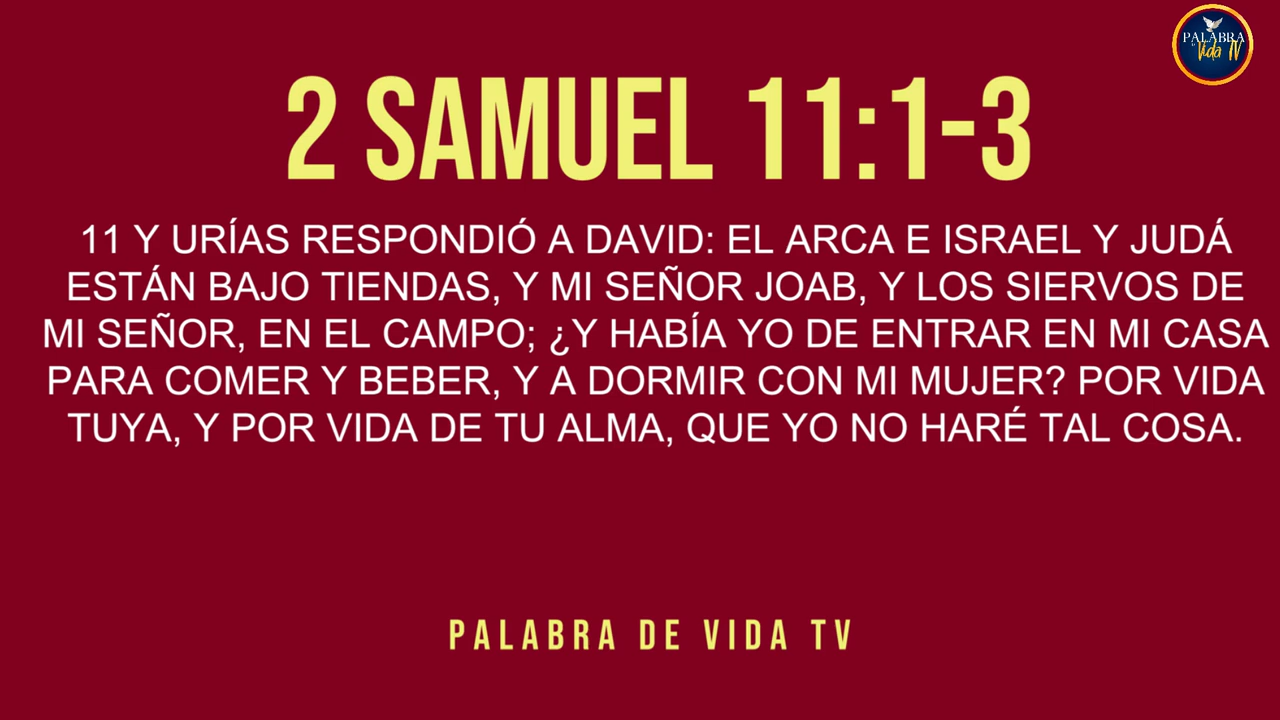 PALABRA
de Vida TV
2 SAMUEL 11:1-3
11 Y URÍAS RESPONDIÓ A DAVID: EL ARCA E ISRAEL Y JUDÁ
ESTÁN BAJO TIENDAS, Y MI SEÑOR JOAB, Y LOS SIERVOS DE
MI SEÑOR, EN EL CAMPO; ¿Y HABÍA YO DE ENTRAR EN MI CASA
PARA COMER Y BEBER, Y A DORMIR CON MI MUJER? POR VIDA
TUYA, Y POR VIDA DE TU ALMA, QUE YO NO HARÉ TAL COSA.
PALABRA DE VIDA TV